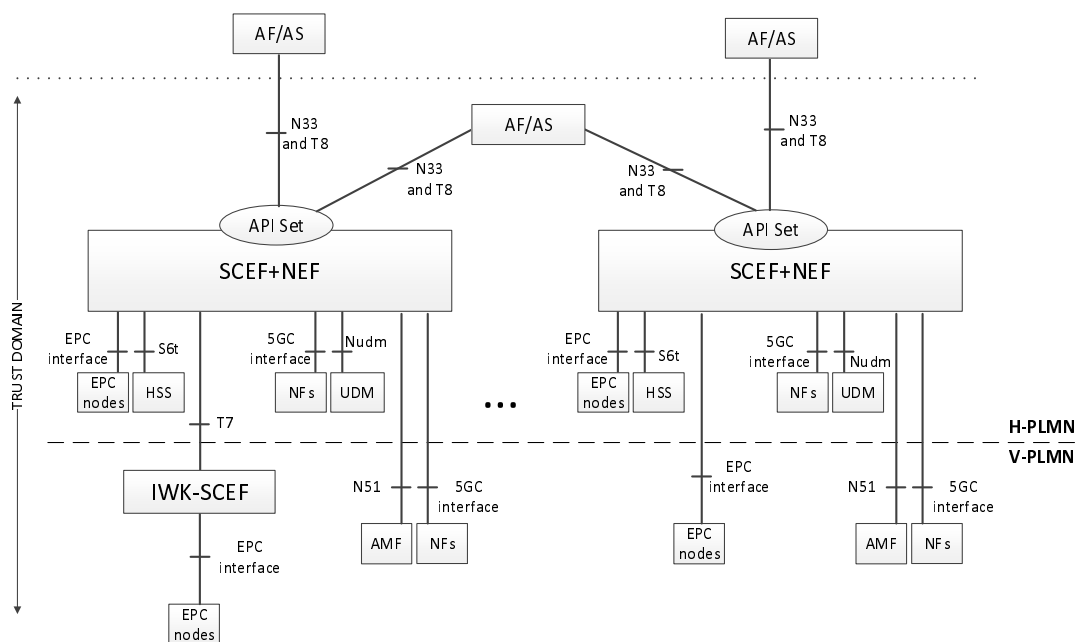 AF/AS
AF/AS
AF/AS
N33
and T8
N33
and T8
N33
and T8
N33
and T8
API Set
API Set
SCEF+NEF
SCEF+NEF
TRUST DOMAIN
EPC
interface
S6t
5GC
interface
Nudm
EPC
interface
S6t
5GC
interface
Nudm
EPC
nodes
HSS
NFs
UDM
...
EPC
nodes
HSS
NFs
UDM
T7
H-PLMN
V-PLMN
IWK-SCEF
N51
5GC
interface
EPC
interface
N51
5GC
interface
AMF
NFs
EPC
nodes
AMF
NFs
EPC
interface
EPC
nodes